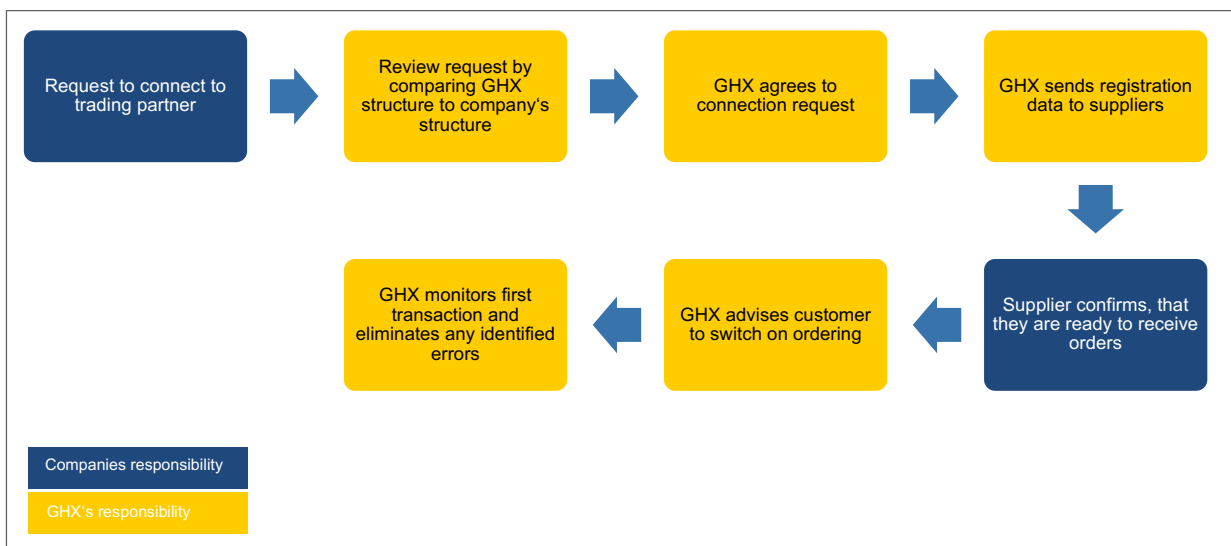 Request to connect to
trading partner
Review request by
comparing GHX
structure to company‘s
structure
GHX agrees to
connection request
GHX sends registration
data to suppliers
Supplier confirms, that
they are ready to receive
orders
GHX advises customer
to switch on ordering
GHX monitors first
transaction and
eliminates any identified
errors
Companies responsibility
GHX‘s responsibility